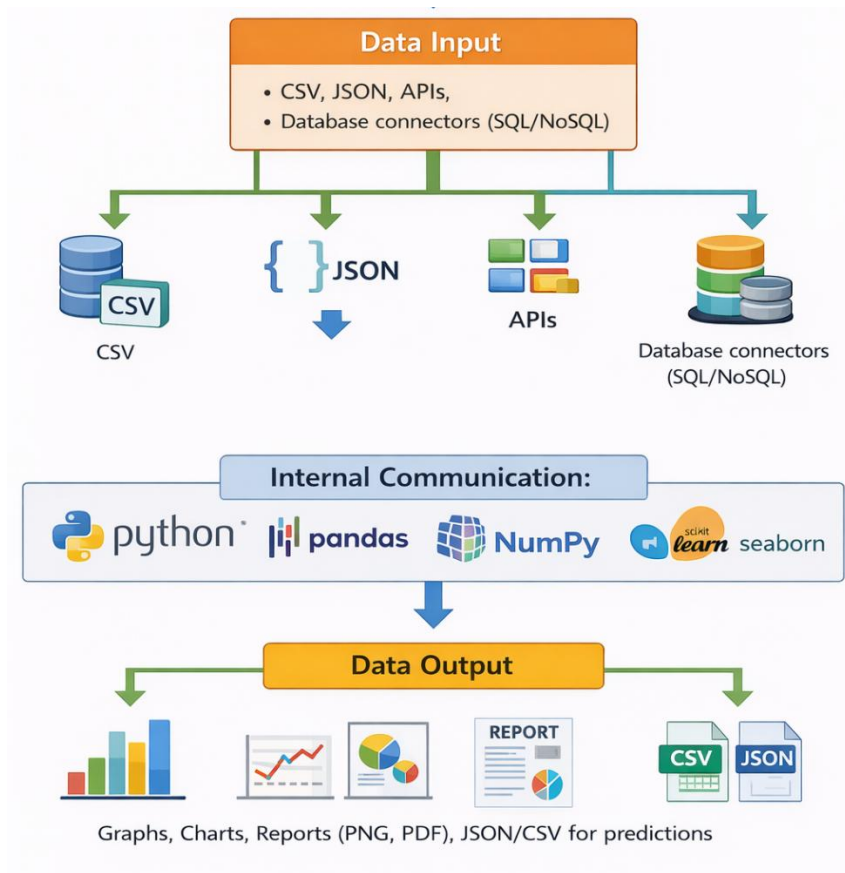 Data Input
• CSV, JSON, APIs,
• Database connectors (SQL/NoSQL)
CSV
CSV
{ } JSON
APIs
Database connectors
(SQL/NoSQL)
Internal Communication:
python
pandas
NumPy
scikit
learn
seaborn
Data Output
REPORT
CSV
JSON
Graphs, Charts, Reports (PNG, PDF), JSON/CSV for predictions